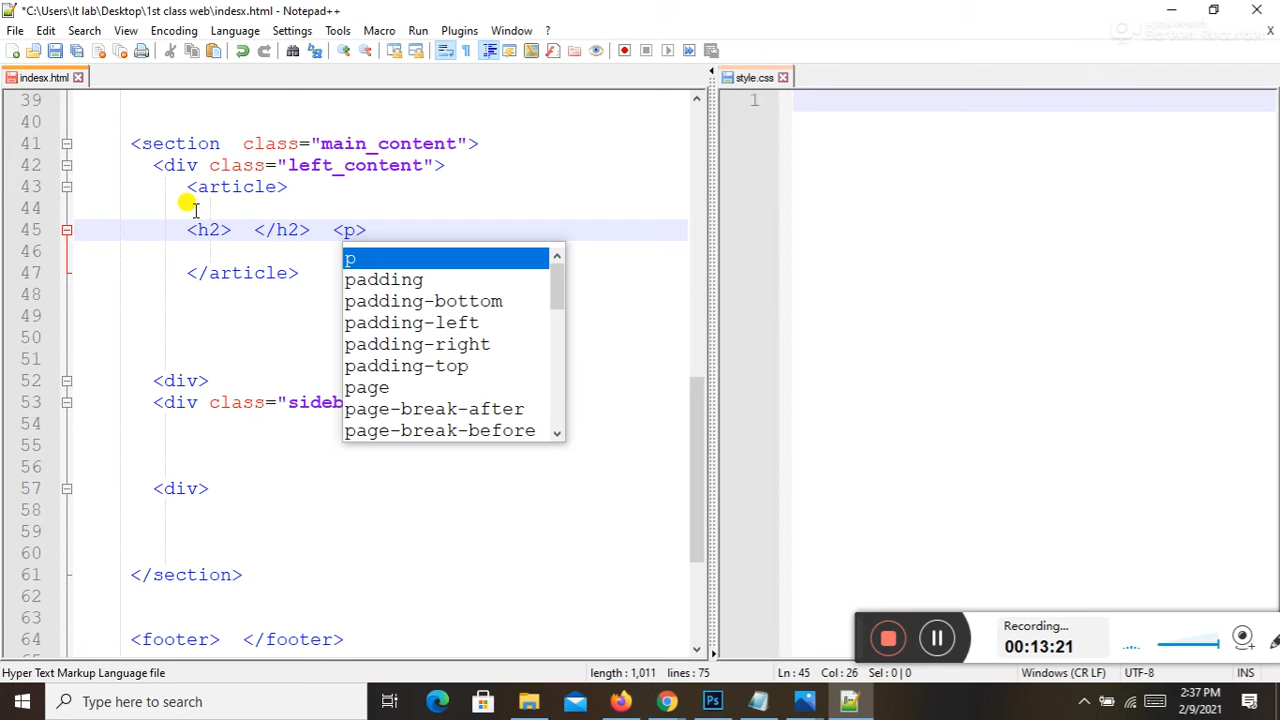 *C:\Users\It lab\Desktop\1st class web\indesx.html - Notepad++
File Edit Search View Encoding Language Settings Tools Macro Run Plugins Window ? X
indesx.html
39
40
41 <section  class="main_content">
42 <div class="left_content">
43 <article>
44
45 <h2>  </h2>  <p>
46
47 </article>
48
49
50
51
52 <div>
53 <div class="sideb
54
55
56
57 <div>
58
59
60
61 </section>
62
63
64 <footer>  </footer>
p
padding
padding-bottom
padding-left
padding-right
padding-top
page
page-break-after
page-break-before
style.css
1
Recording...
00:13:21
Hyper Text Markup Language file length : 1,011 lines : 75 Ln : 45 Col : 26 Sel : 0 | 0 Windows (CR LF) UTF-8 INS
Type here to search
2:37 PM
2/9/2021